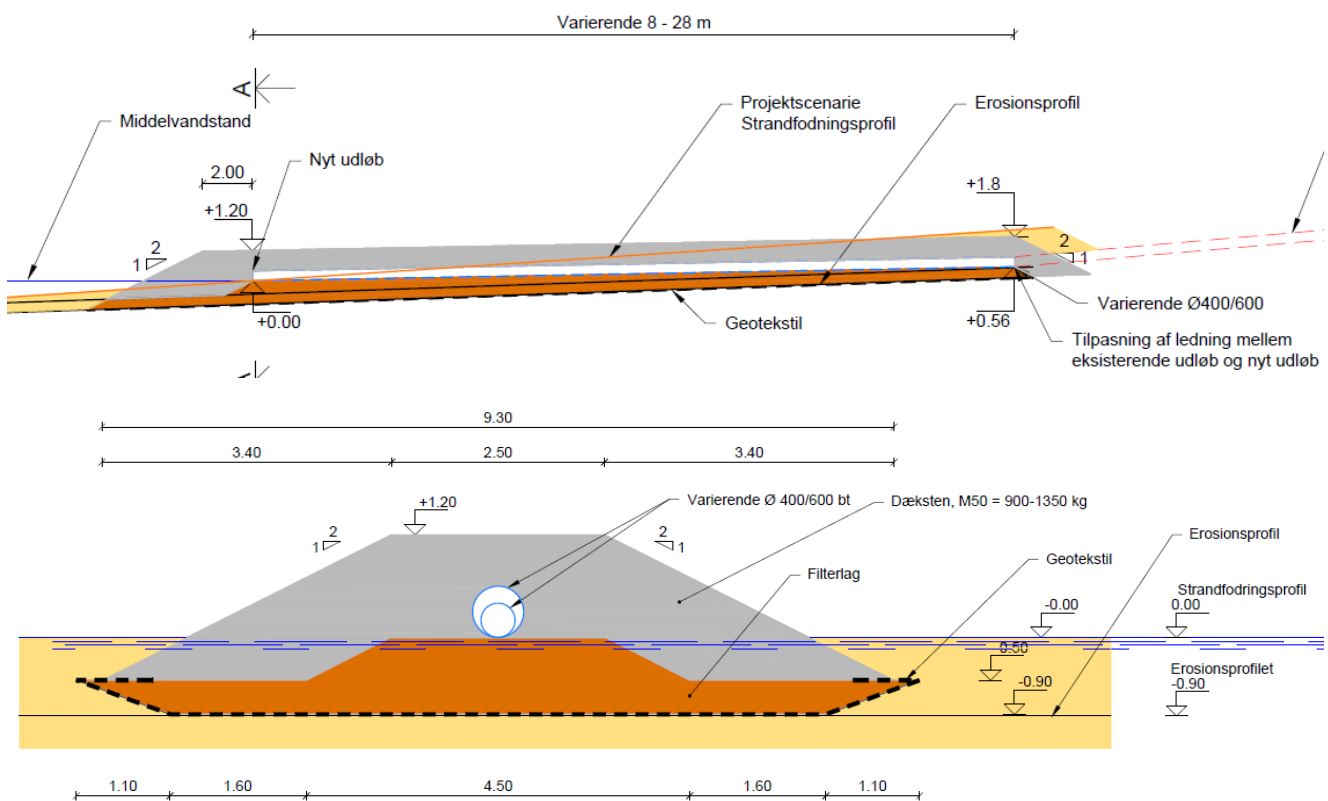 Varierende 8 - 28 m
A
Middelvandstand
Projektscenarie
Strandfodningsprofil
Erosionsprofil
Nyt udløb
2.00
+1.20
+1.8
2
1
2
1
+0.00
Geotekstil
+0.56
Varierende Ø400/600
Tilpasning af ledning mellem
eksisterende udløb og nyt udløb
9.30
3.40
2.50
3.40
+1.20
Varierende Ø 400/600 bt
Dæksten, M50 = 900-1350 kg
2
1
2
1
Erosionsprofil
Geotekstil
Filterlag
Strandfodringsprofil
-0.00
0.00
0.50
Erosionsprofilet
-0.90
-0.90
1.10
1.60
4.50
1.60
1.10